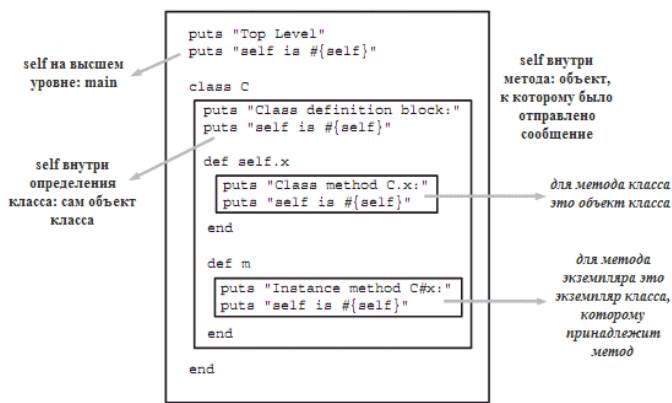 puts "Top Level"
puts "self is #{self}"
self на высшем
уровне: main
self внутри
метода: объект,
к которому было
отправлено
сообщение
class C
puts "Class definition block:"
puts "self is #{self}"
self внутри
определения
класса: сам объект
класса
def self.x
puts "Class method C.x:"
puts "self is #{self}"
для метода класса
это объект класса
end
def m
puts "Instance method C#x:"
puts "self is #{self}"
для метода
экземпляра это
экземпляр класса,
которому
принадлежит
метод
end
end